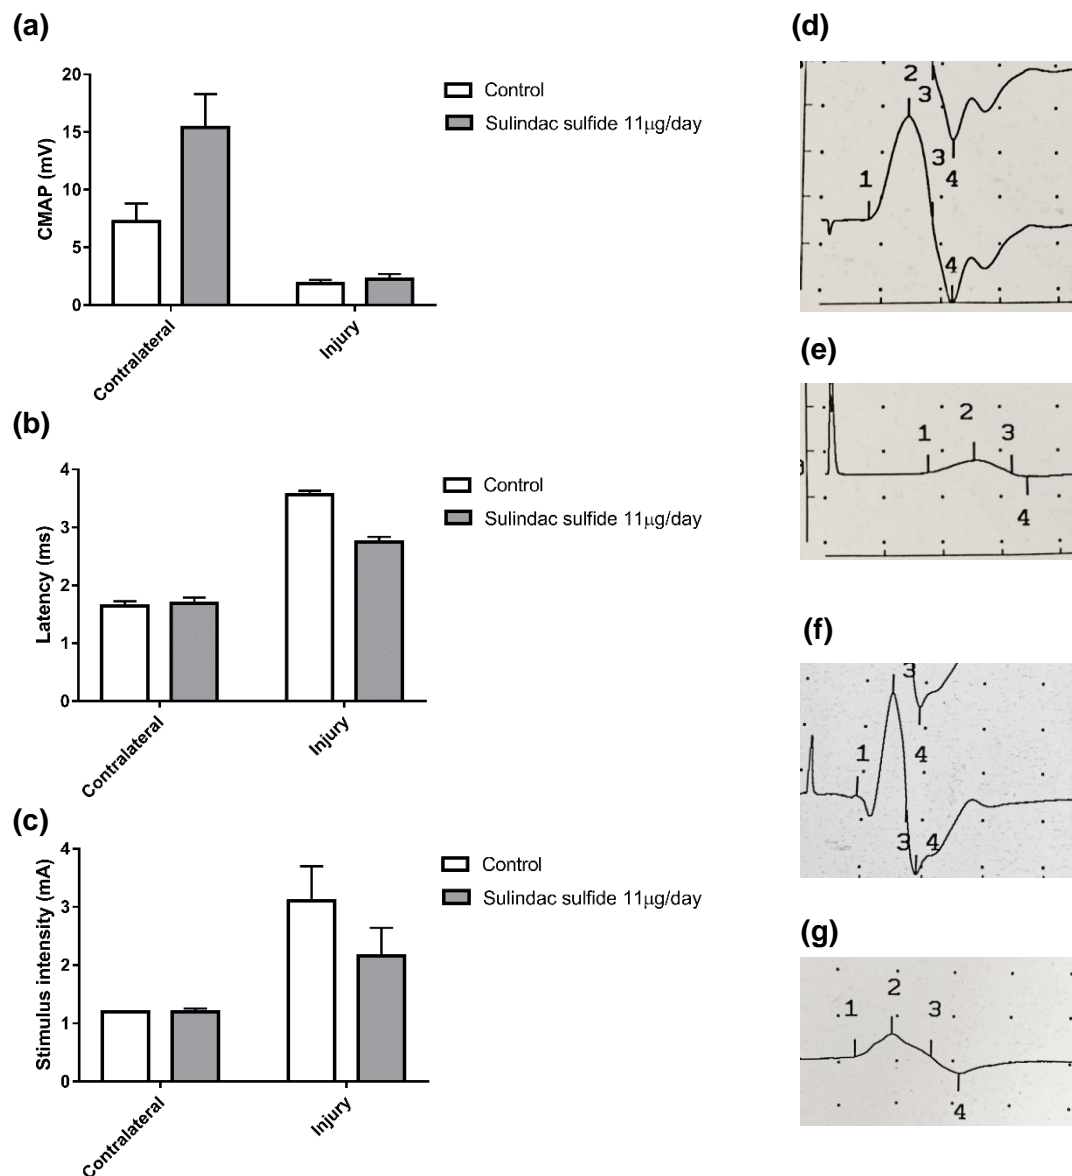 (a)
20
15
10
5
0
CMAP (mV)
Contralateral
Injury
Control
Sulindac sulfide 11µg/day
(b)
4
3
2
1
0
Latency (ms)
Contralateral
Injury
Control
Sulindac sulfide 11µg/day
(c)
4
3
2
1
0
Stimulus intensity (mA)
Contralateral
Injury
Control
Sulindac sulfide 11µg/day
(d)
2
3
1
3
4
4
(e)
1
2
3
4
(f)
3
1
4
3 4
(g)
1
2
3
4